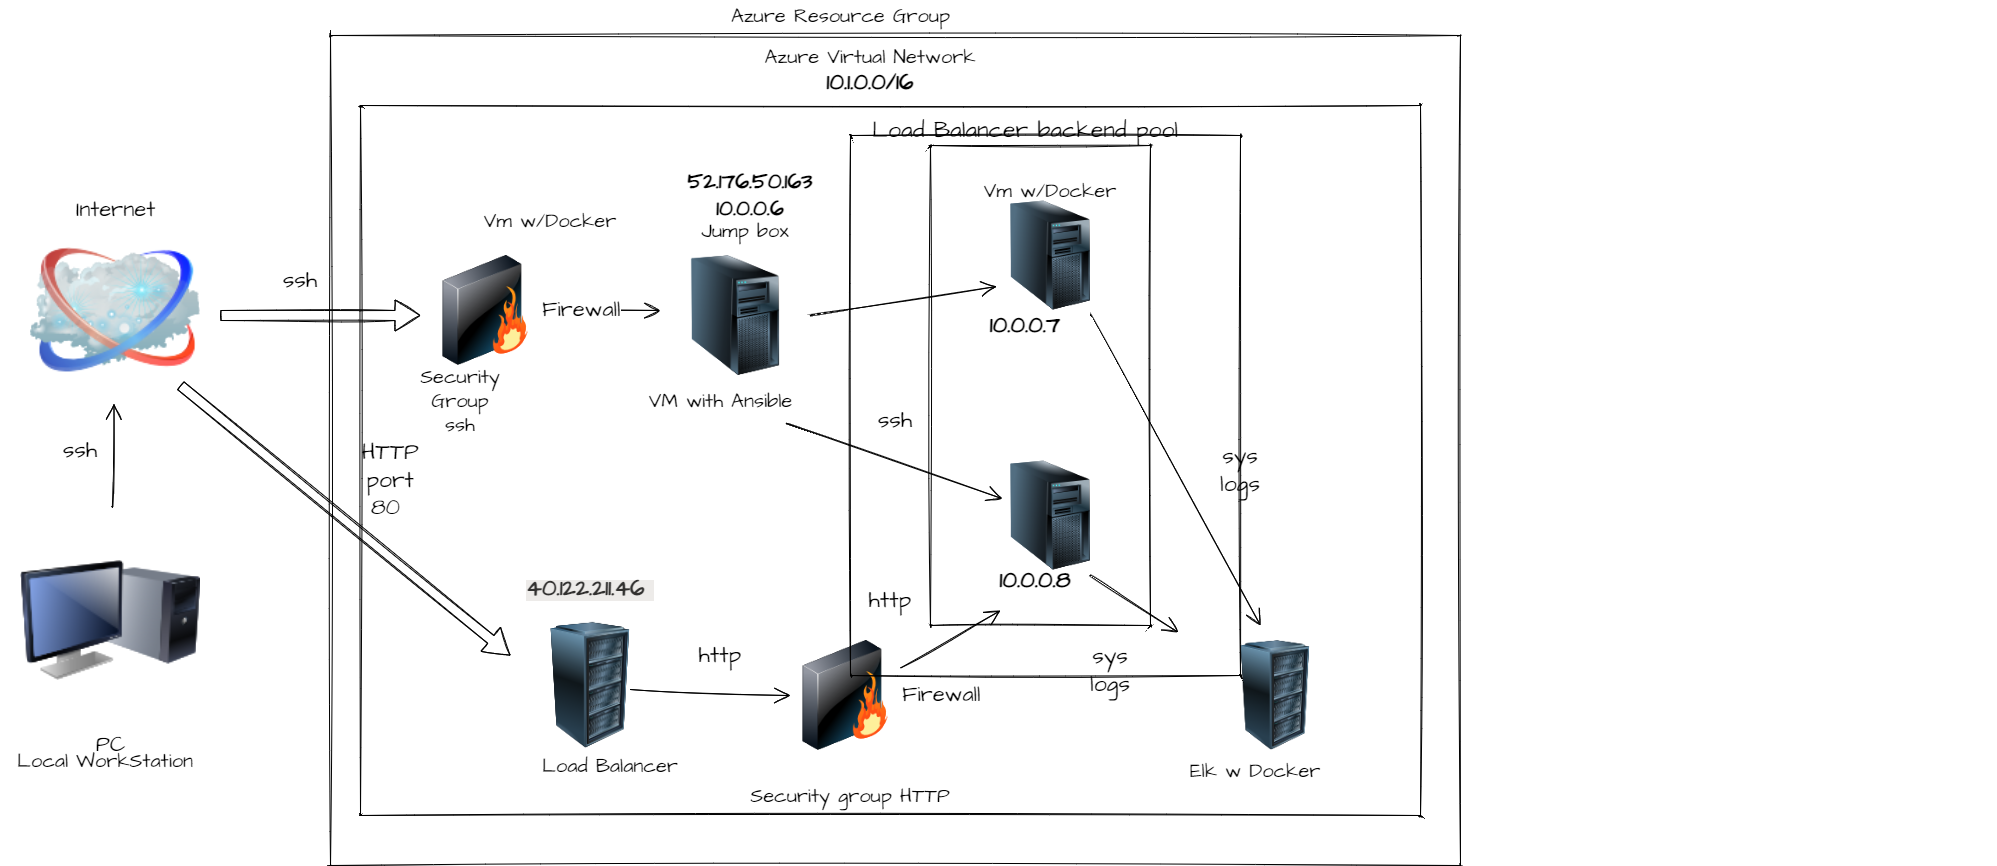 Azure Resource Group
Azure Virtual Network
10.1.0.0/16
Load Balancer backend pool
52.176.50.163
10.0.0.6
Jump box
Vm w/Docker
Vm w/Docker
Internet
ssh
Firewall
10.0.0.7
Security
Group
ssh
VM with Ansible
ssh
ssh
HTTP
port
80
sys
logs
40.122.211.46
10.0.0.8
http
http
Firewall
sys
logs
PC
Local WorkStation
Load Balancer
Elk w Docker
Security group HTTP